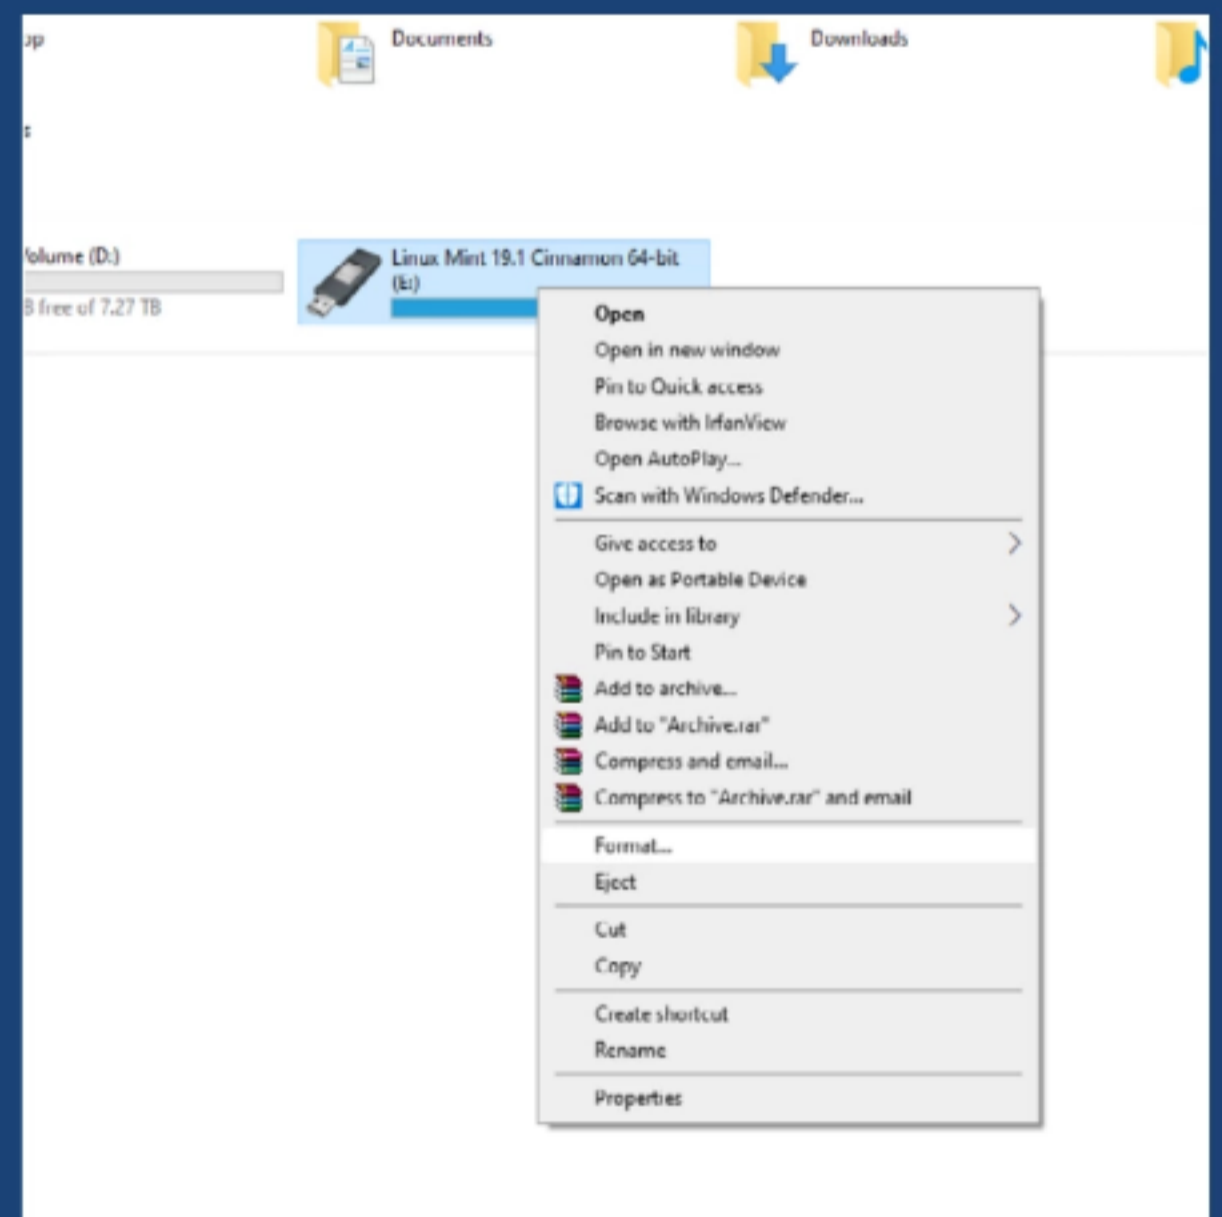 op
Documents
Downloads
s
Volume (D:)
B free of 7.27 TB
Linux Mint 19.1 Cinnamon 64-bit
(E:)
Open
Open in new window
Pin to Quick access
Browse with IrfanView
Open AutoPlay...
Scan with Windows Defender...
Give access to
Open as Portable Device
Include in library
Pin to Start
Add to archive...
Add to "Archive.rar"
Compress and email...
Compress to "Archive.rar" and email
Format...
Eject
Cut
Copy
Create shortcut
Rename
Properties